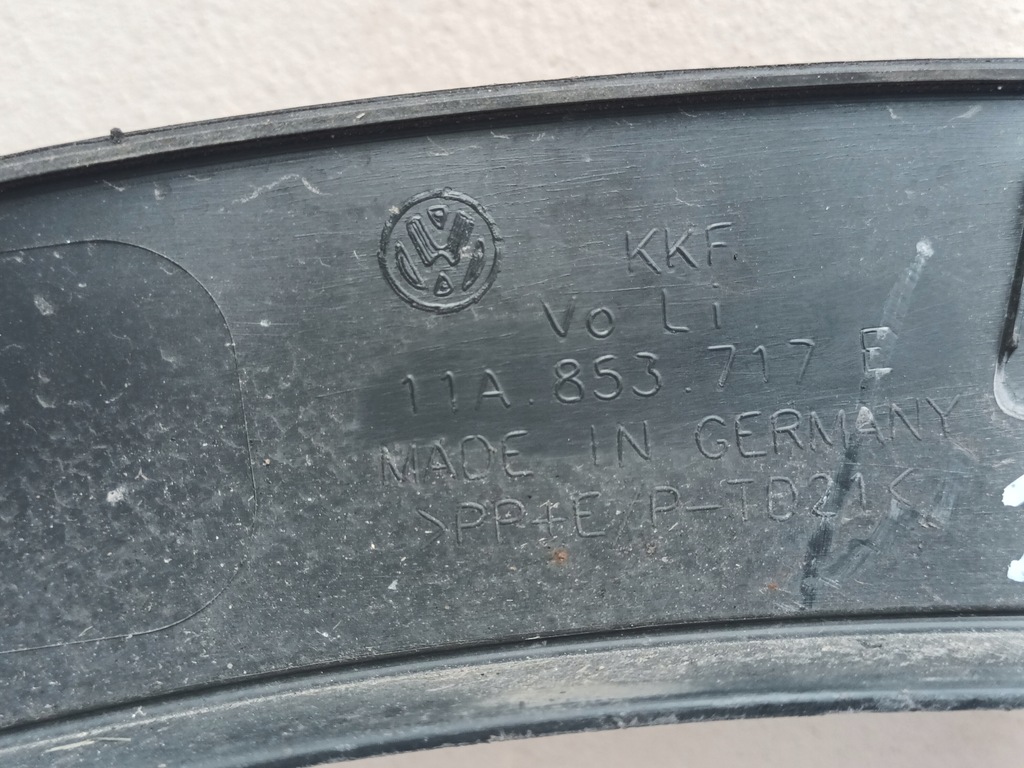 KKF
Vo Li
11A.853.717 E
MADE IN GERMANY
>PP+E/P-TD21<